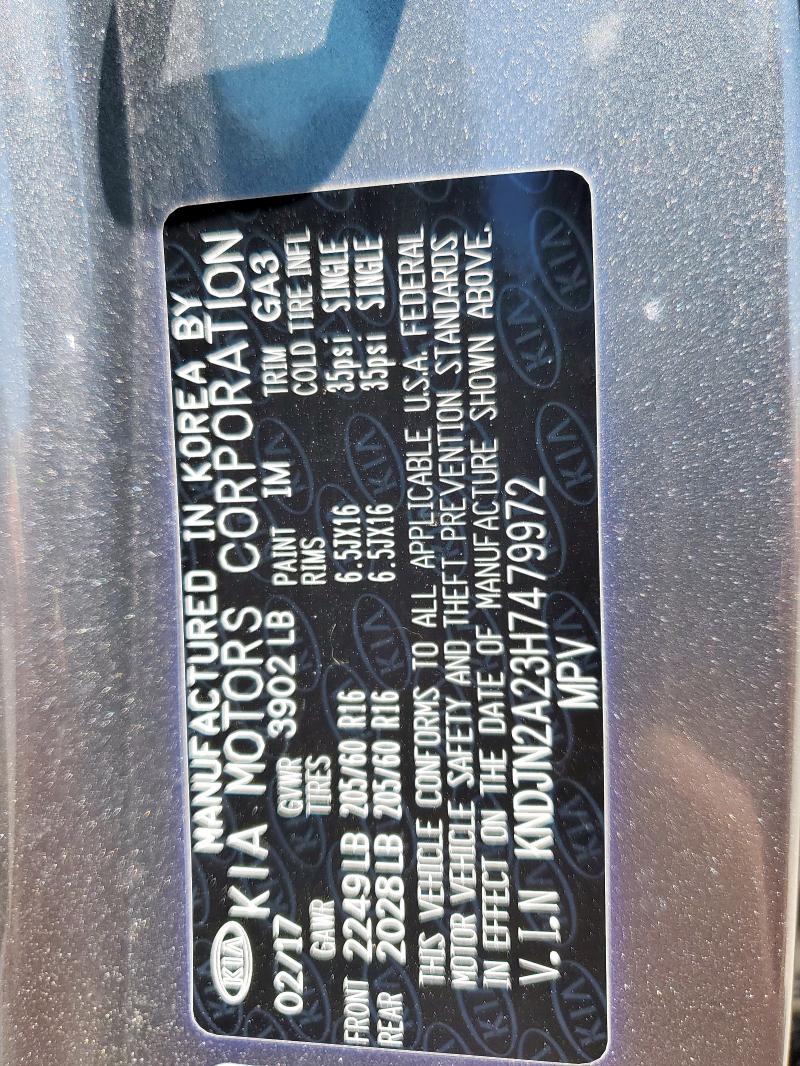 MANUFACTURED IN KOREA BY
KIA KIA MOTORS CORPORATION
02/17 GVWR 3902 LB PAINT 1M TRIM GA3
GAWR TIRES RIMS COLD TIRE INFL
FRONT 2249LB 205/60 R16 6.5JX16 35psi SINGLE
REAR 2028LB 205/60 R16 6.5JX16 35psi SINGLE
THIS VEHICLE CONFORMS TO ALL APPLICABLE U.S.A. FEDERAL
MOTOR VEHICLE SAFETY AND THEFT PREVENTION STANDARDS
IN EFFECT ON THE DATE OF MANUFACTURE SHOWN ABOVE.
V.I.N KNDJN2A23H7479972
MPV